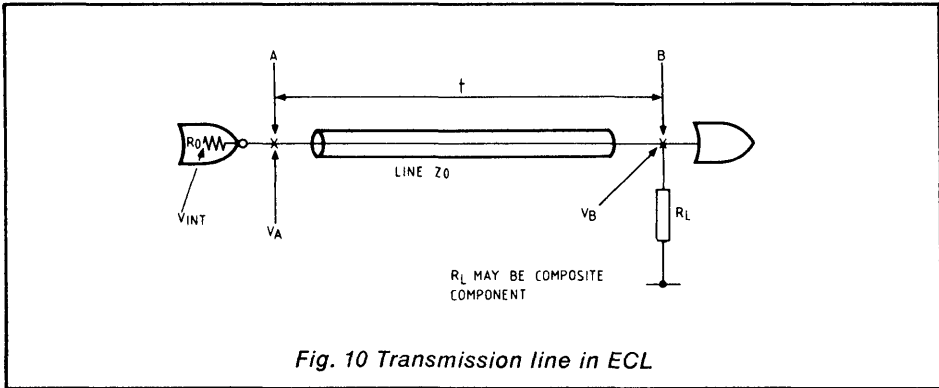 A
B
t
R0
LINE Z0
VINT
VA
VB
RL
RL MAY BE COMPOSITE
COMPONENT
Fig. 10 Transmission line in ECL